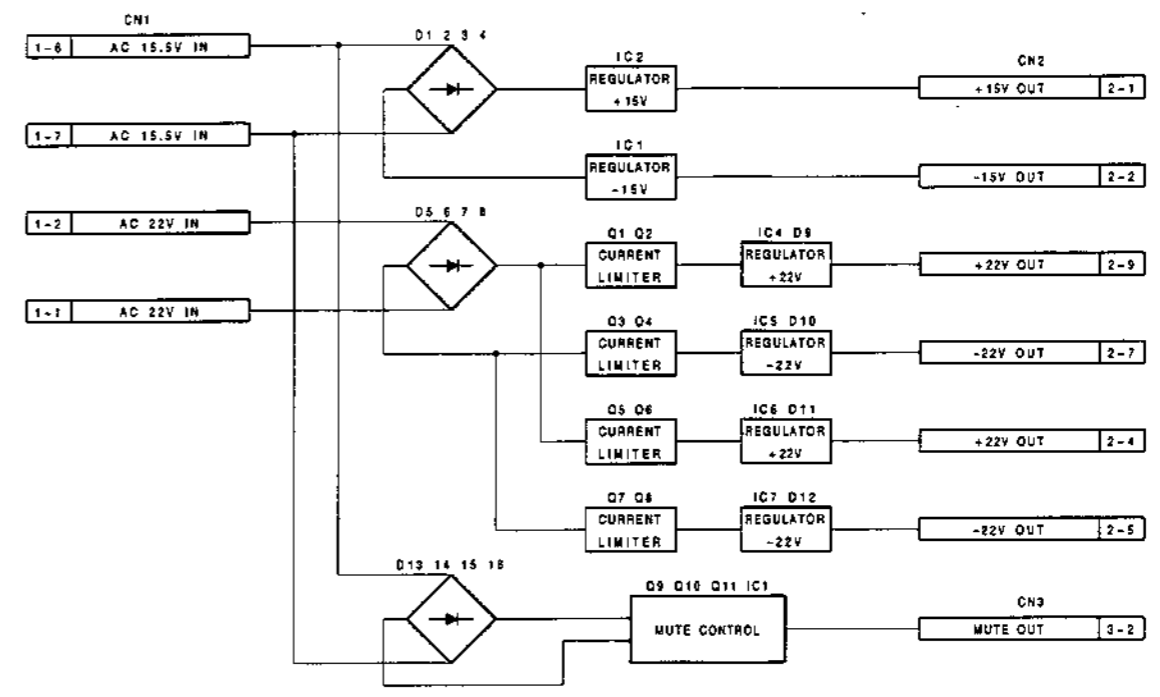 CN1
1-6 AC 15.5V IN
D1 2 3 4
IC2
REGULATOR
+15V
CN2
+15V OUT 2-1
1-7 AC 15.5V IN
IC1
REGULATOR
-15V
-15V OUT 2-2
1-2 AC 22V IN
D5 6 7 8
Q1 Q2
CURRENT
LIMITER
IC4 D9
REGULATOR
+22V
+22V OUT 2-9
1-1 AC 22V IN
Q3 Q4
CURRENT
LIMITER
IC5 D10
REGULATOR
-22V
-22V OUT 2-7
Q5 Q6
CURRENT
LIMITER
IC6 D11
REGULATOR
+22V
+22V OUT 2-4
Q7 Q8
CURRENT
LIMITER
IC7 D12
REGULATOR
-22V
-22V OUT 2-5
D13 14 15 16
Q9 Q10 Q11 IC1
MUTE CONTROL
CN3
MUTE OUT 3-2